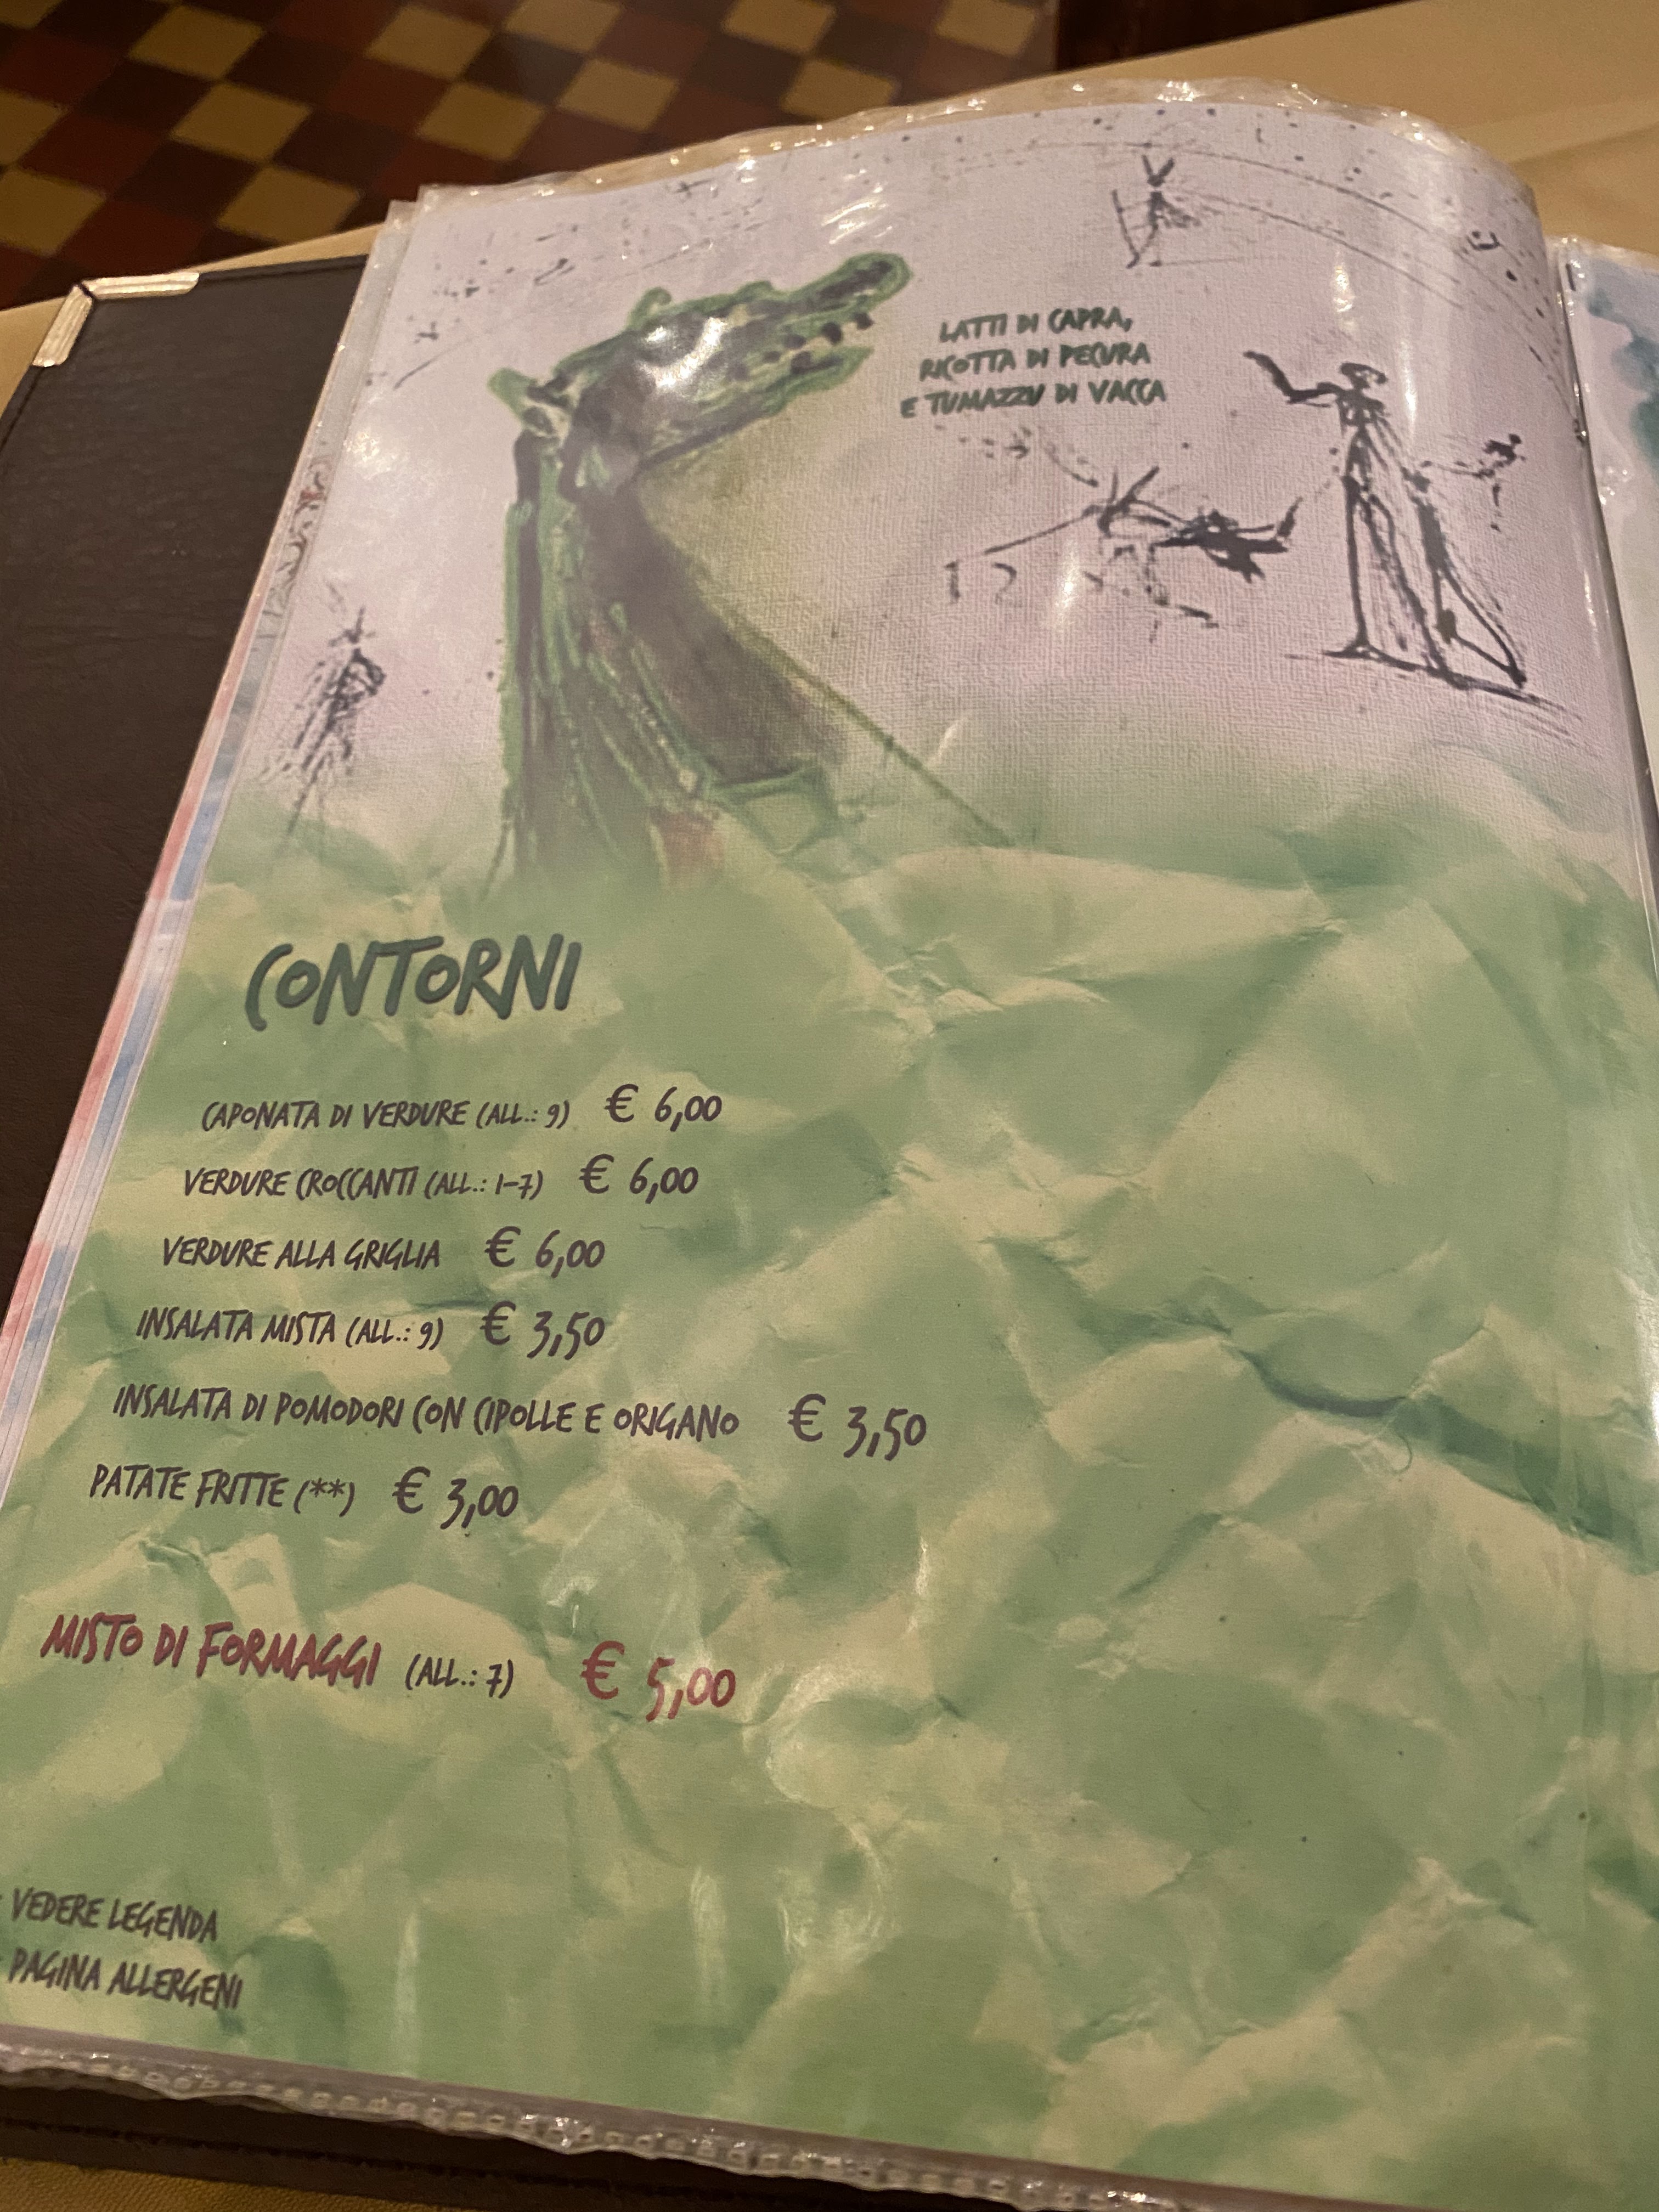 LATTI DI CAPRA,
RICOTTA DI PECURA
E TUMAZZU DI VACCA
12
CONTORNI
CAPONATA DI VERDURE (ALL.: 9) € 6,00
VERDURE CROCCANTI (ALL.: 1-7) € 6,00
VERDURE ALLA GRIGLIA € 6,00
INSALATA MISTA (ALL.: 9) € 3,50
INSALATA DI POMODORI CON CIPOLLE E ORIGANO € 3,50
PATATE FRITTE (**) € 3,00
MISTO DI FORMAGGI (ALL.: 7) € 5,00
VEDERE LEGENDA
PAGINA ALLERGENI